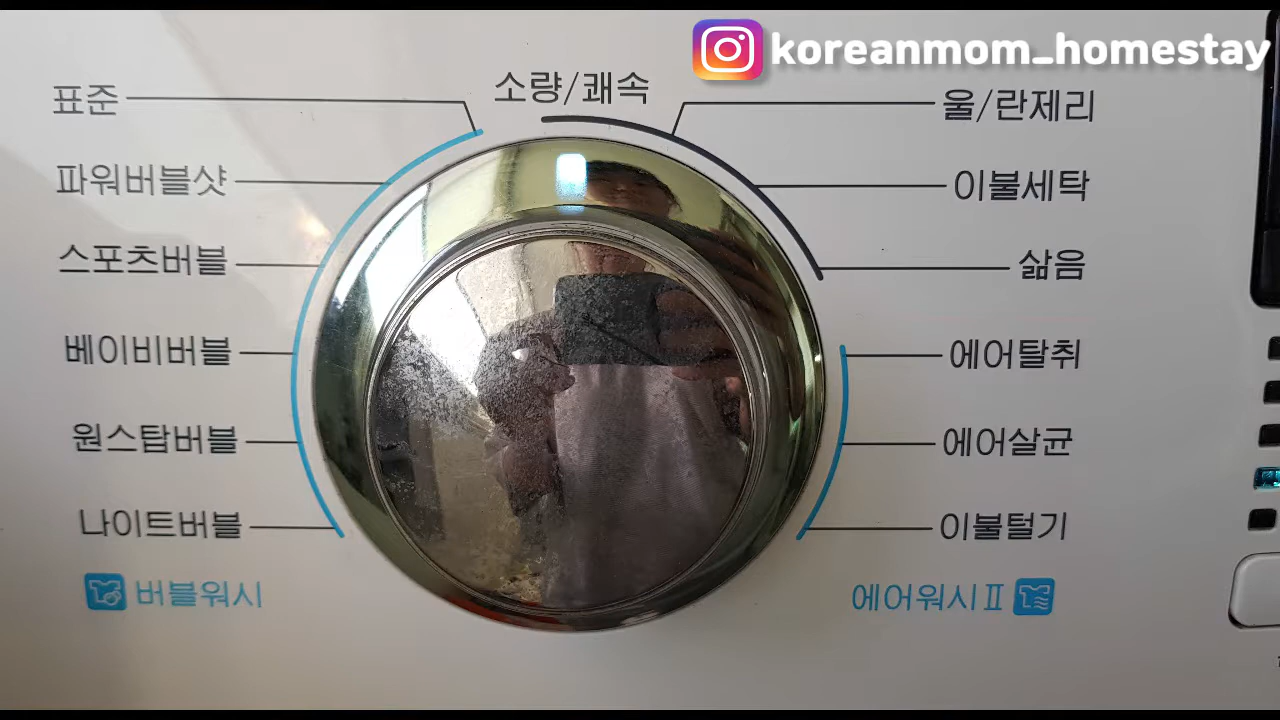 koreanmom_homestay
소량/쾌속
표준
파워버블샷
스포츠버블
베이비버블
원스탑버블
나이트버블
버블워시
울/란제리
이불세탁
삶음
에어탈취
에어살균
이불털기
에어워시Ⅱ